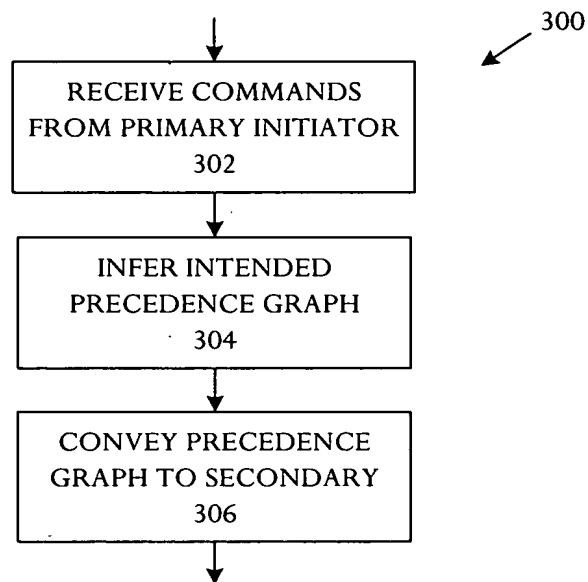 300
RECEIVE COMMANDS
FROM PRIMARY INITIATOR
302
INFER INTENDED
PRECEDENCE GRAPH
304
CONVEY PRECEDENCE
GRAPH TO SECONDARY
306